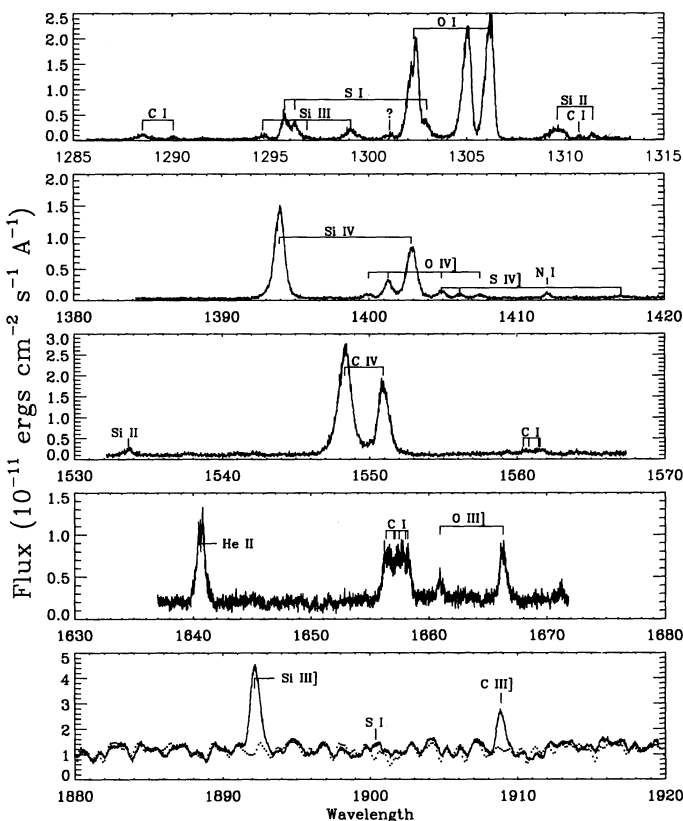 2.5
2.0
1.5
1.0
0.5
0.0
O I
S I
C I
Si III
?
Si II
C I
1285 1290 1295 1300 1305 1310 1315
2.0
1.5
1.0
0.5
0.0
Si IV
O IV]
S IV]
N I
1380 1390 1400 1410 1420
3.0
2.5
2.0
1.5
1.0
0.5
0.0
C IV
Si II
C I
1530 1540 1550 1560 1570
1.5
1.0
0.5
0.0
He II
C I
O III]
1630 1640 1650 1660 1670 1680
5
4
3
2
1
0
Si III]
S I
C III]
1880 1890 1900 1910 1920
Wavelength
Flux (10⁻¹¹ ergs cm⁻² s⁻¹ A⁻¹)